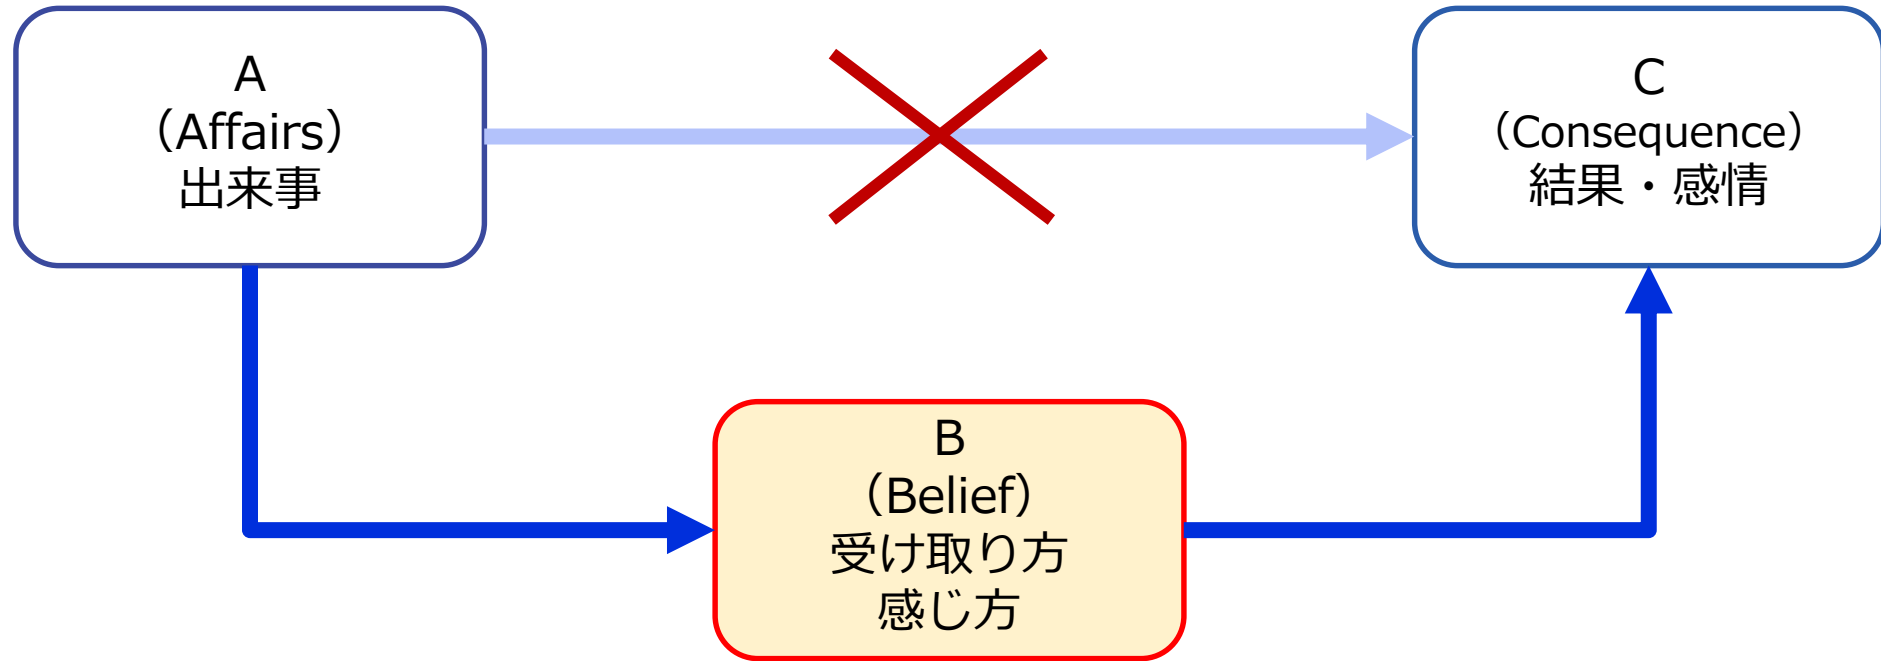 A
（Affairs）
出来事
C
（Consequence）
結果・感情
B
（Belief）
受け取り方
感じ方